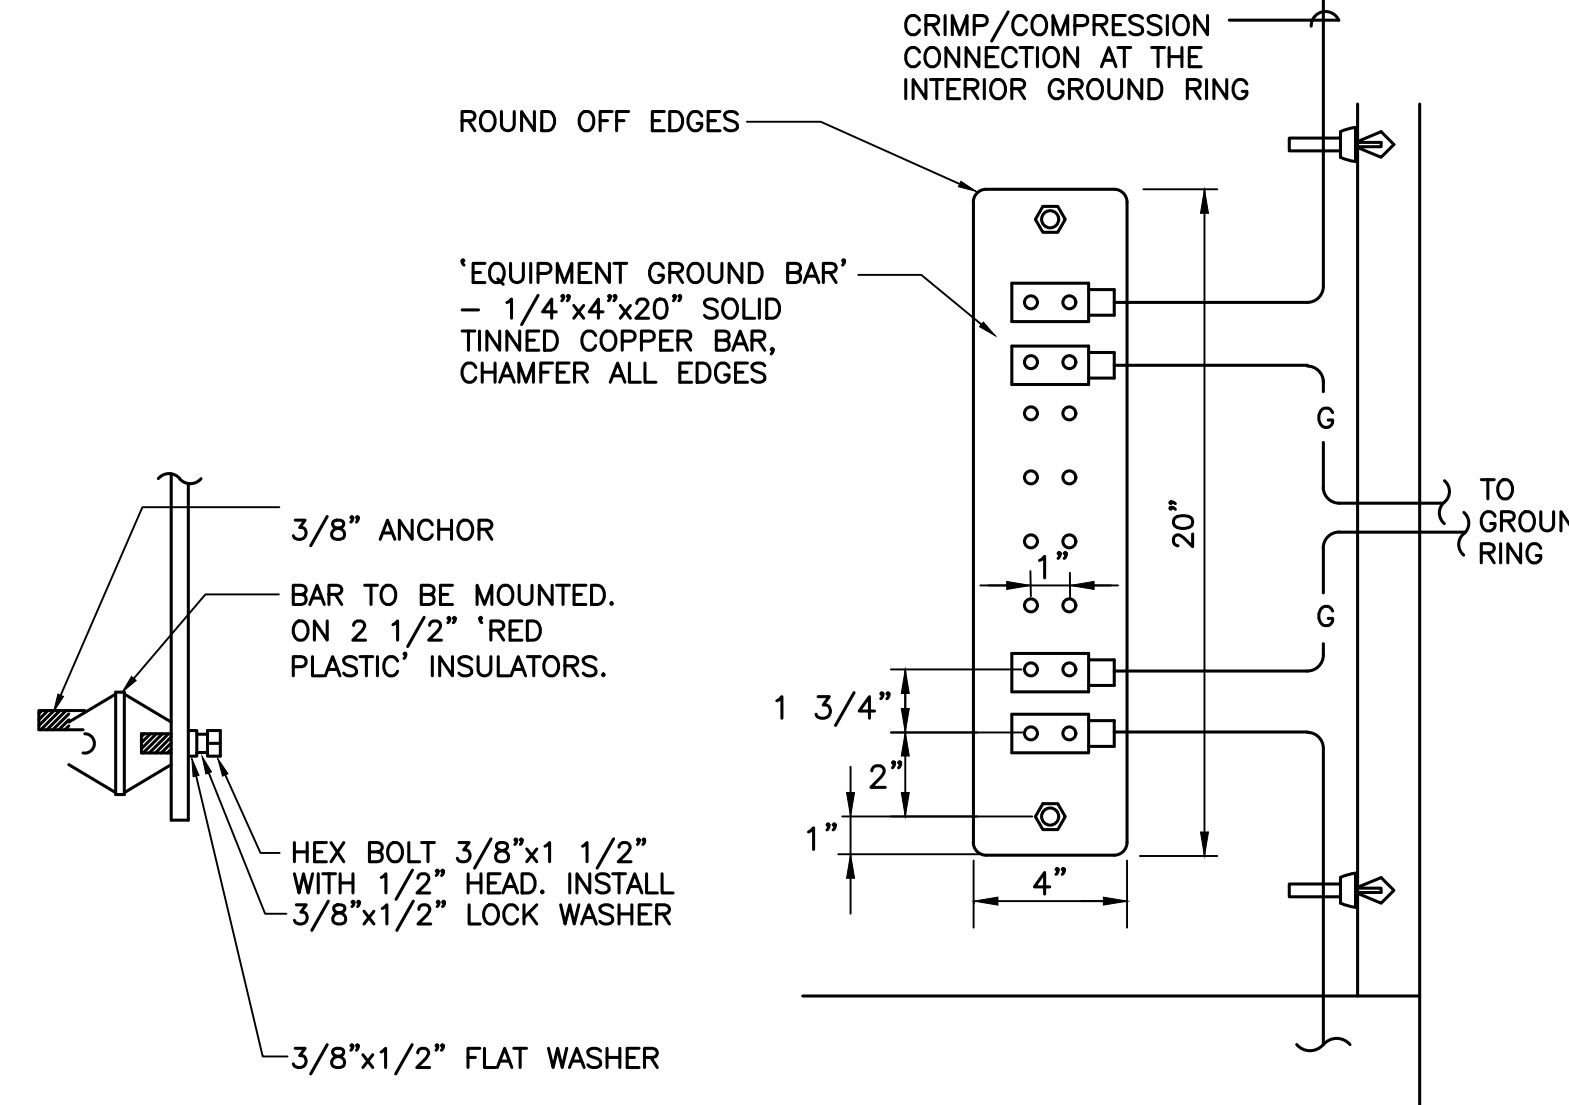 CRIMP/COMPRESSION
CONNECTION AT THE
INTERIOR GROUND RING
ROUND OFF EDGES
‘EQUIPMENT GROUND BAR’
– 1/4”x4”x20” SOLID
TINNED COPPER BAR,
CHAMFER ALL EDGES
G
TO
GROUN
RING
20”
1”
G
3/8” ANCHOR
BAR TO BE MOUNTED.
ON 2 1/2” ‘RED
PLASTIC’ INSULATORS.
1 3/4”
2”
1”
4”
HEX BOLT 3/8”x1 1/2”
WITH 1/2” HEAD. INSTALL
3/8”x1/2” LOCK WASHER
3/8”x1/2” FLAT WASHER